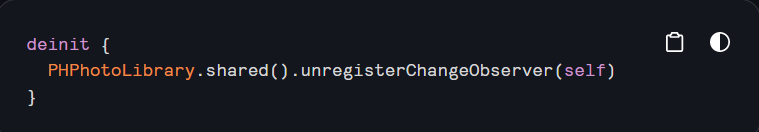 deinit {
  PHPhotoLibrary.shared().unregisterChangeObserver(self)
}